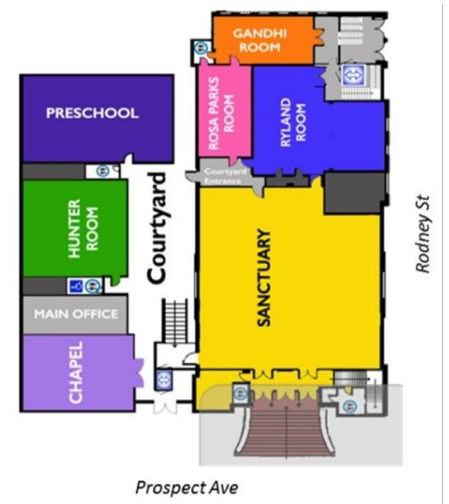 GANDHI
ROOM
ROSA PARKS
ROOM
RYLAND
ROOM
PRESCHOOL
Courtyard
Entrance
HUNTER
ROOM
Courtyard
SANCTUARY
Rodney St
MAIN OFFICE
CHAPEL
Prospect Ave